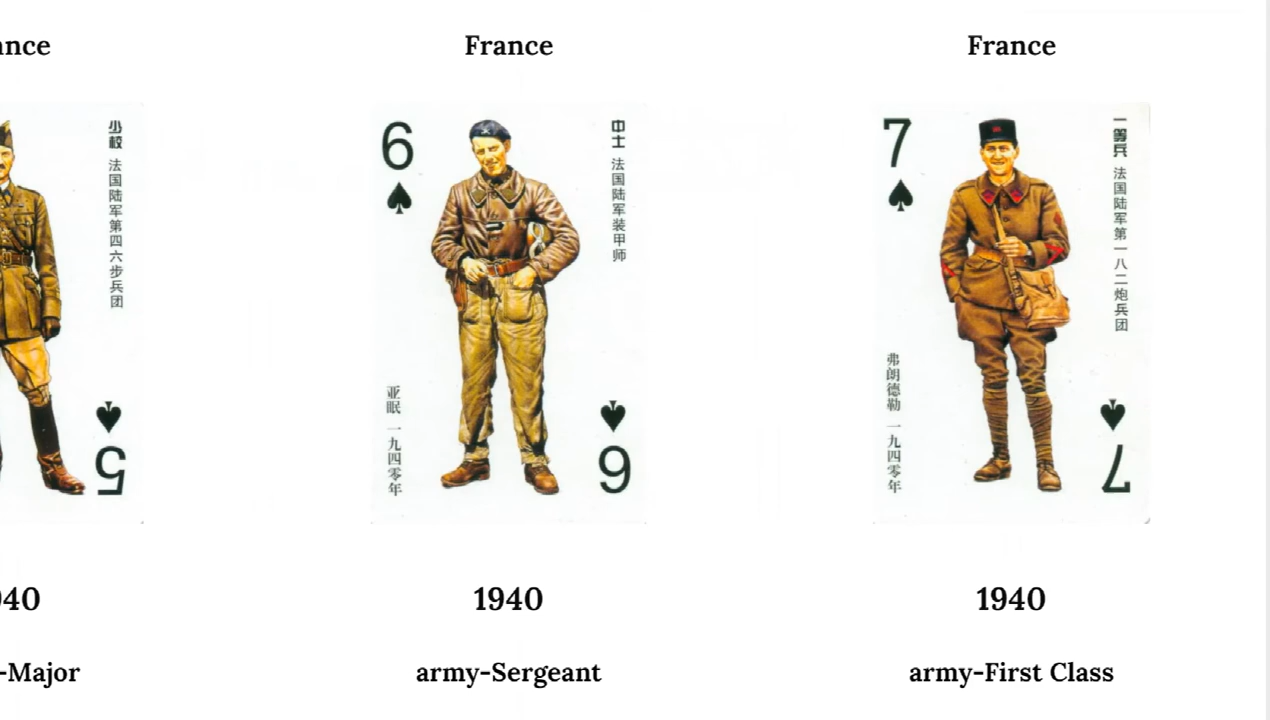 ance
France
France
少校
法国陆军第四六步兵团
5
6
中士
法国陆军装甲师
亚眠 一九四零年
6
7
一等兵
法国陆军第一八二炮兵团
弗朗德勒 一九四零年
7
940
1940
1940
-Major
army-Sergeant
army-First Class